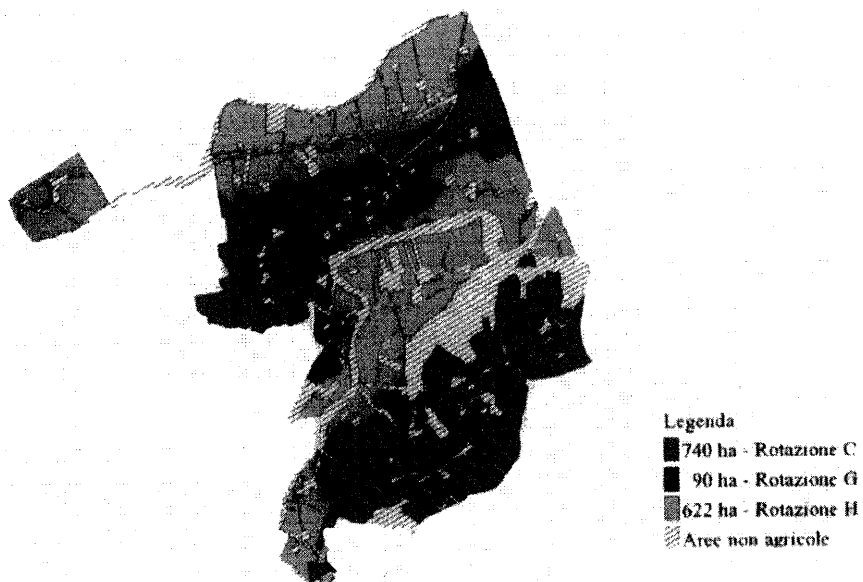 Legenda
740 ha - Rotazione C
90 ha - Rotazione G
622 ha - Rotazione H
Aree non agricole